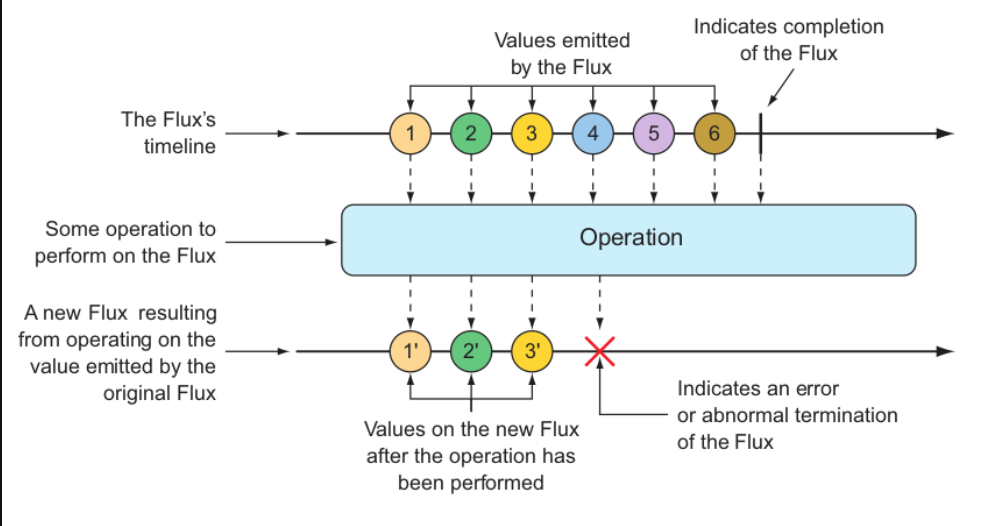 Indicates completion
of the Flux
Values emitted
by the Flux
The Flux's
timeline
1
2
3
4
5
6
Some operation to
perform on the Flux
Operation
A new Flux resulting
from operating on the
value emitted by the
original Flux
1'
2'
3'
Indicates an error
or abnormal termination
of the Flux
Values on the new Flux
after the operation has
been performed